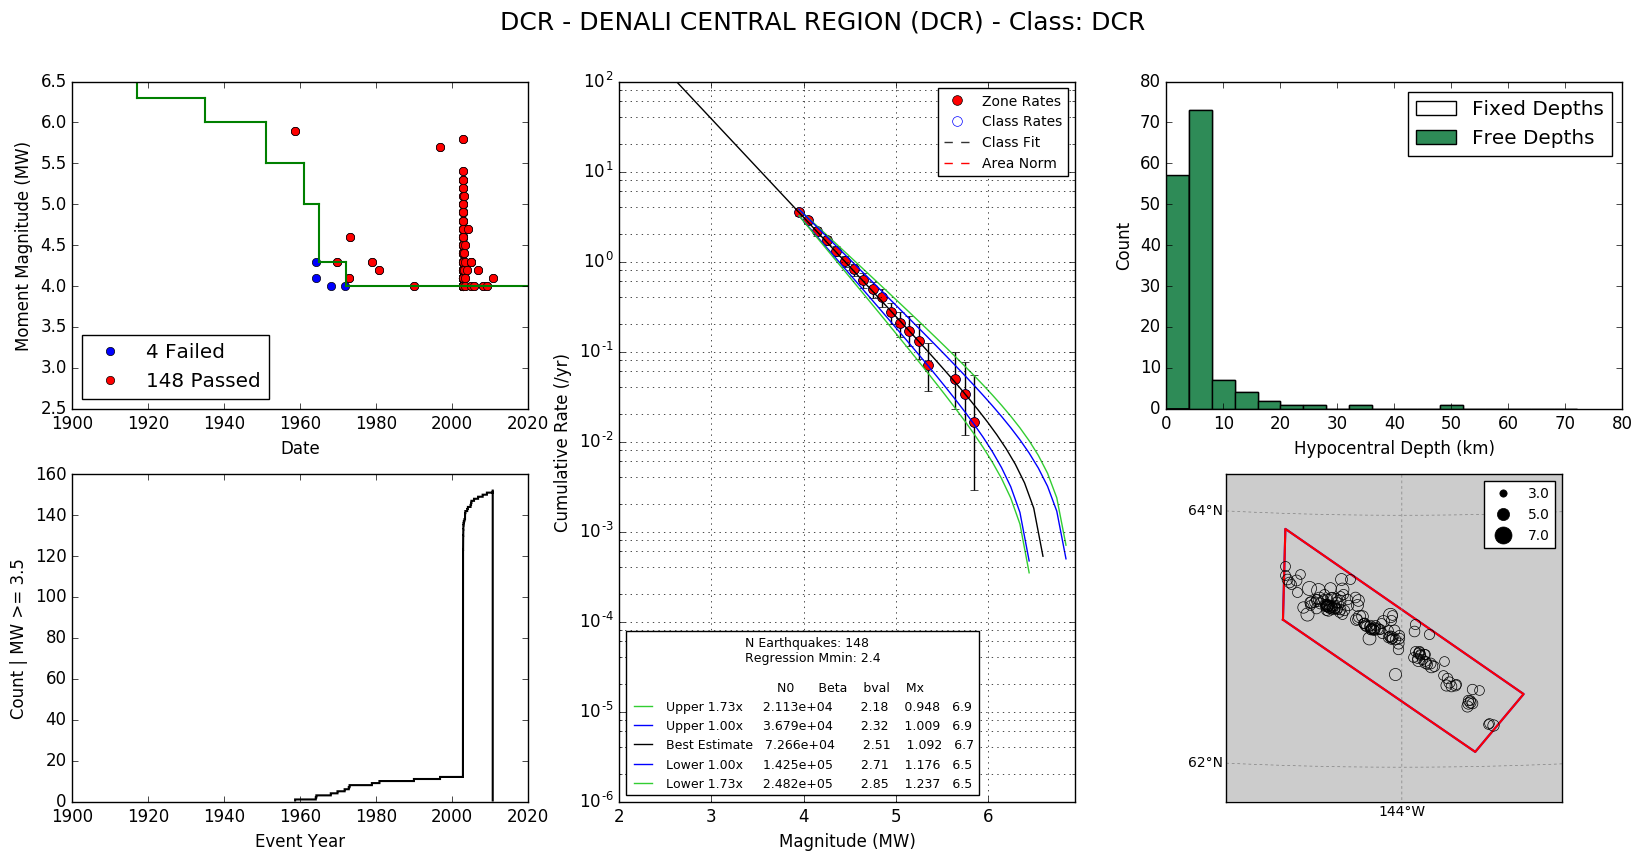 DCR - DENALI CENTRAL REGION (DCR) - Class: DCR
Moment Magnitude (MW)
6.5
6.0
5.5
5.0
4.5
4.0
3.5
3.0
2.5
4 Failed
148 Passed
1900 1920 1940 1960 1980 2000 2020
Date
Count | MW >= 3.5
160
140
120
100
80
60
40
20
0
1900 1920 1940 1960 1980 2000 2020
Event Year
Cumulative Rate (/yr)
10^2
10^1
10^0
10^-1
10^-2
10^-3
10^-4
10^-5
10^-6
Zone Rates
Class Rates
Class Fit
Area Norm
N Earthquakes: 148
Regression Mmin: 2.4
N0 Beta bval Mx
Upper 1.73x 2.113e+04 2.18 0.948 6.9
Upper 1.00x 3.679e+04 2.32 1.009 6.9
Best Estimate 7.266e+04 2.51 1.092 6.7
Lower 1.00x 1.425e+05 2.71 1.176 6.5
Lower 1.73x 2.482e+05 2.85 1.237 6.5
2 3 4 5 6
Magnitude (MW)
Count
80
70
60
50
40
30
20
10
0
Fixed Depths
Free Depths
0 10 20 30 40 50 60 70 80
Hypocentral Depth (km)
3.0
5.0
7.0
64°N
62°N
144°W